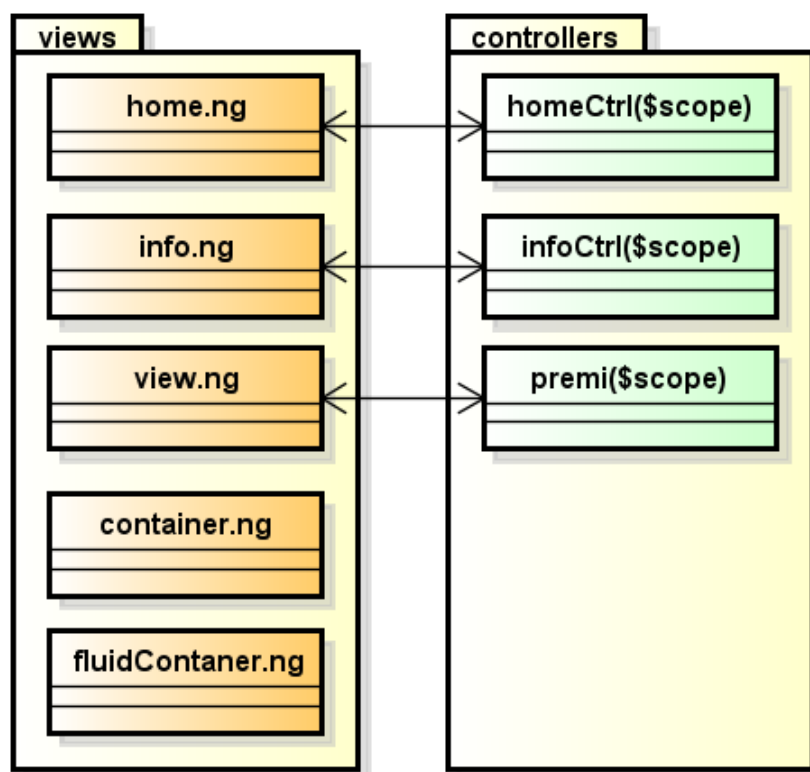 views
controllers
home.ng
homeCtrl($scope)
info.ng
infoCtrl($scope)
view.ng
premi($scope)
container.ng
fluidContaner.ng